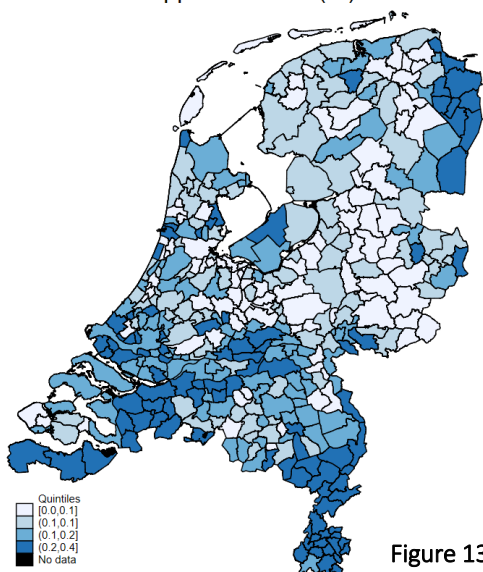 Quintiles
[0.0,0.1]
(0.1,0.1]
(0.1,0.2]
(0.2,0.4]
No data
Figure 13